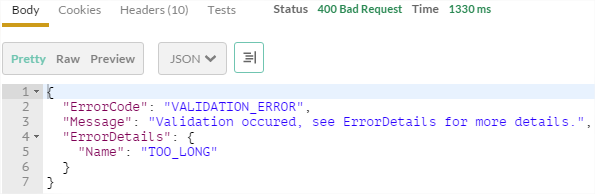 Body Cookies Headers (10) Tests Status 400 Bad Request Time 1330 ms
Pretty Raw Preview JSON
1 {
2 "ErrorCode": "VALIDATION_ERROR",
3 "Message": "Validation occured, see ErrorDetails for more details.",
4 "ErrorDetails": {
5 "Name": "TOO_LONG"
6 }
7 }